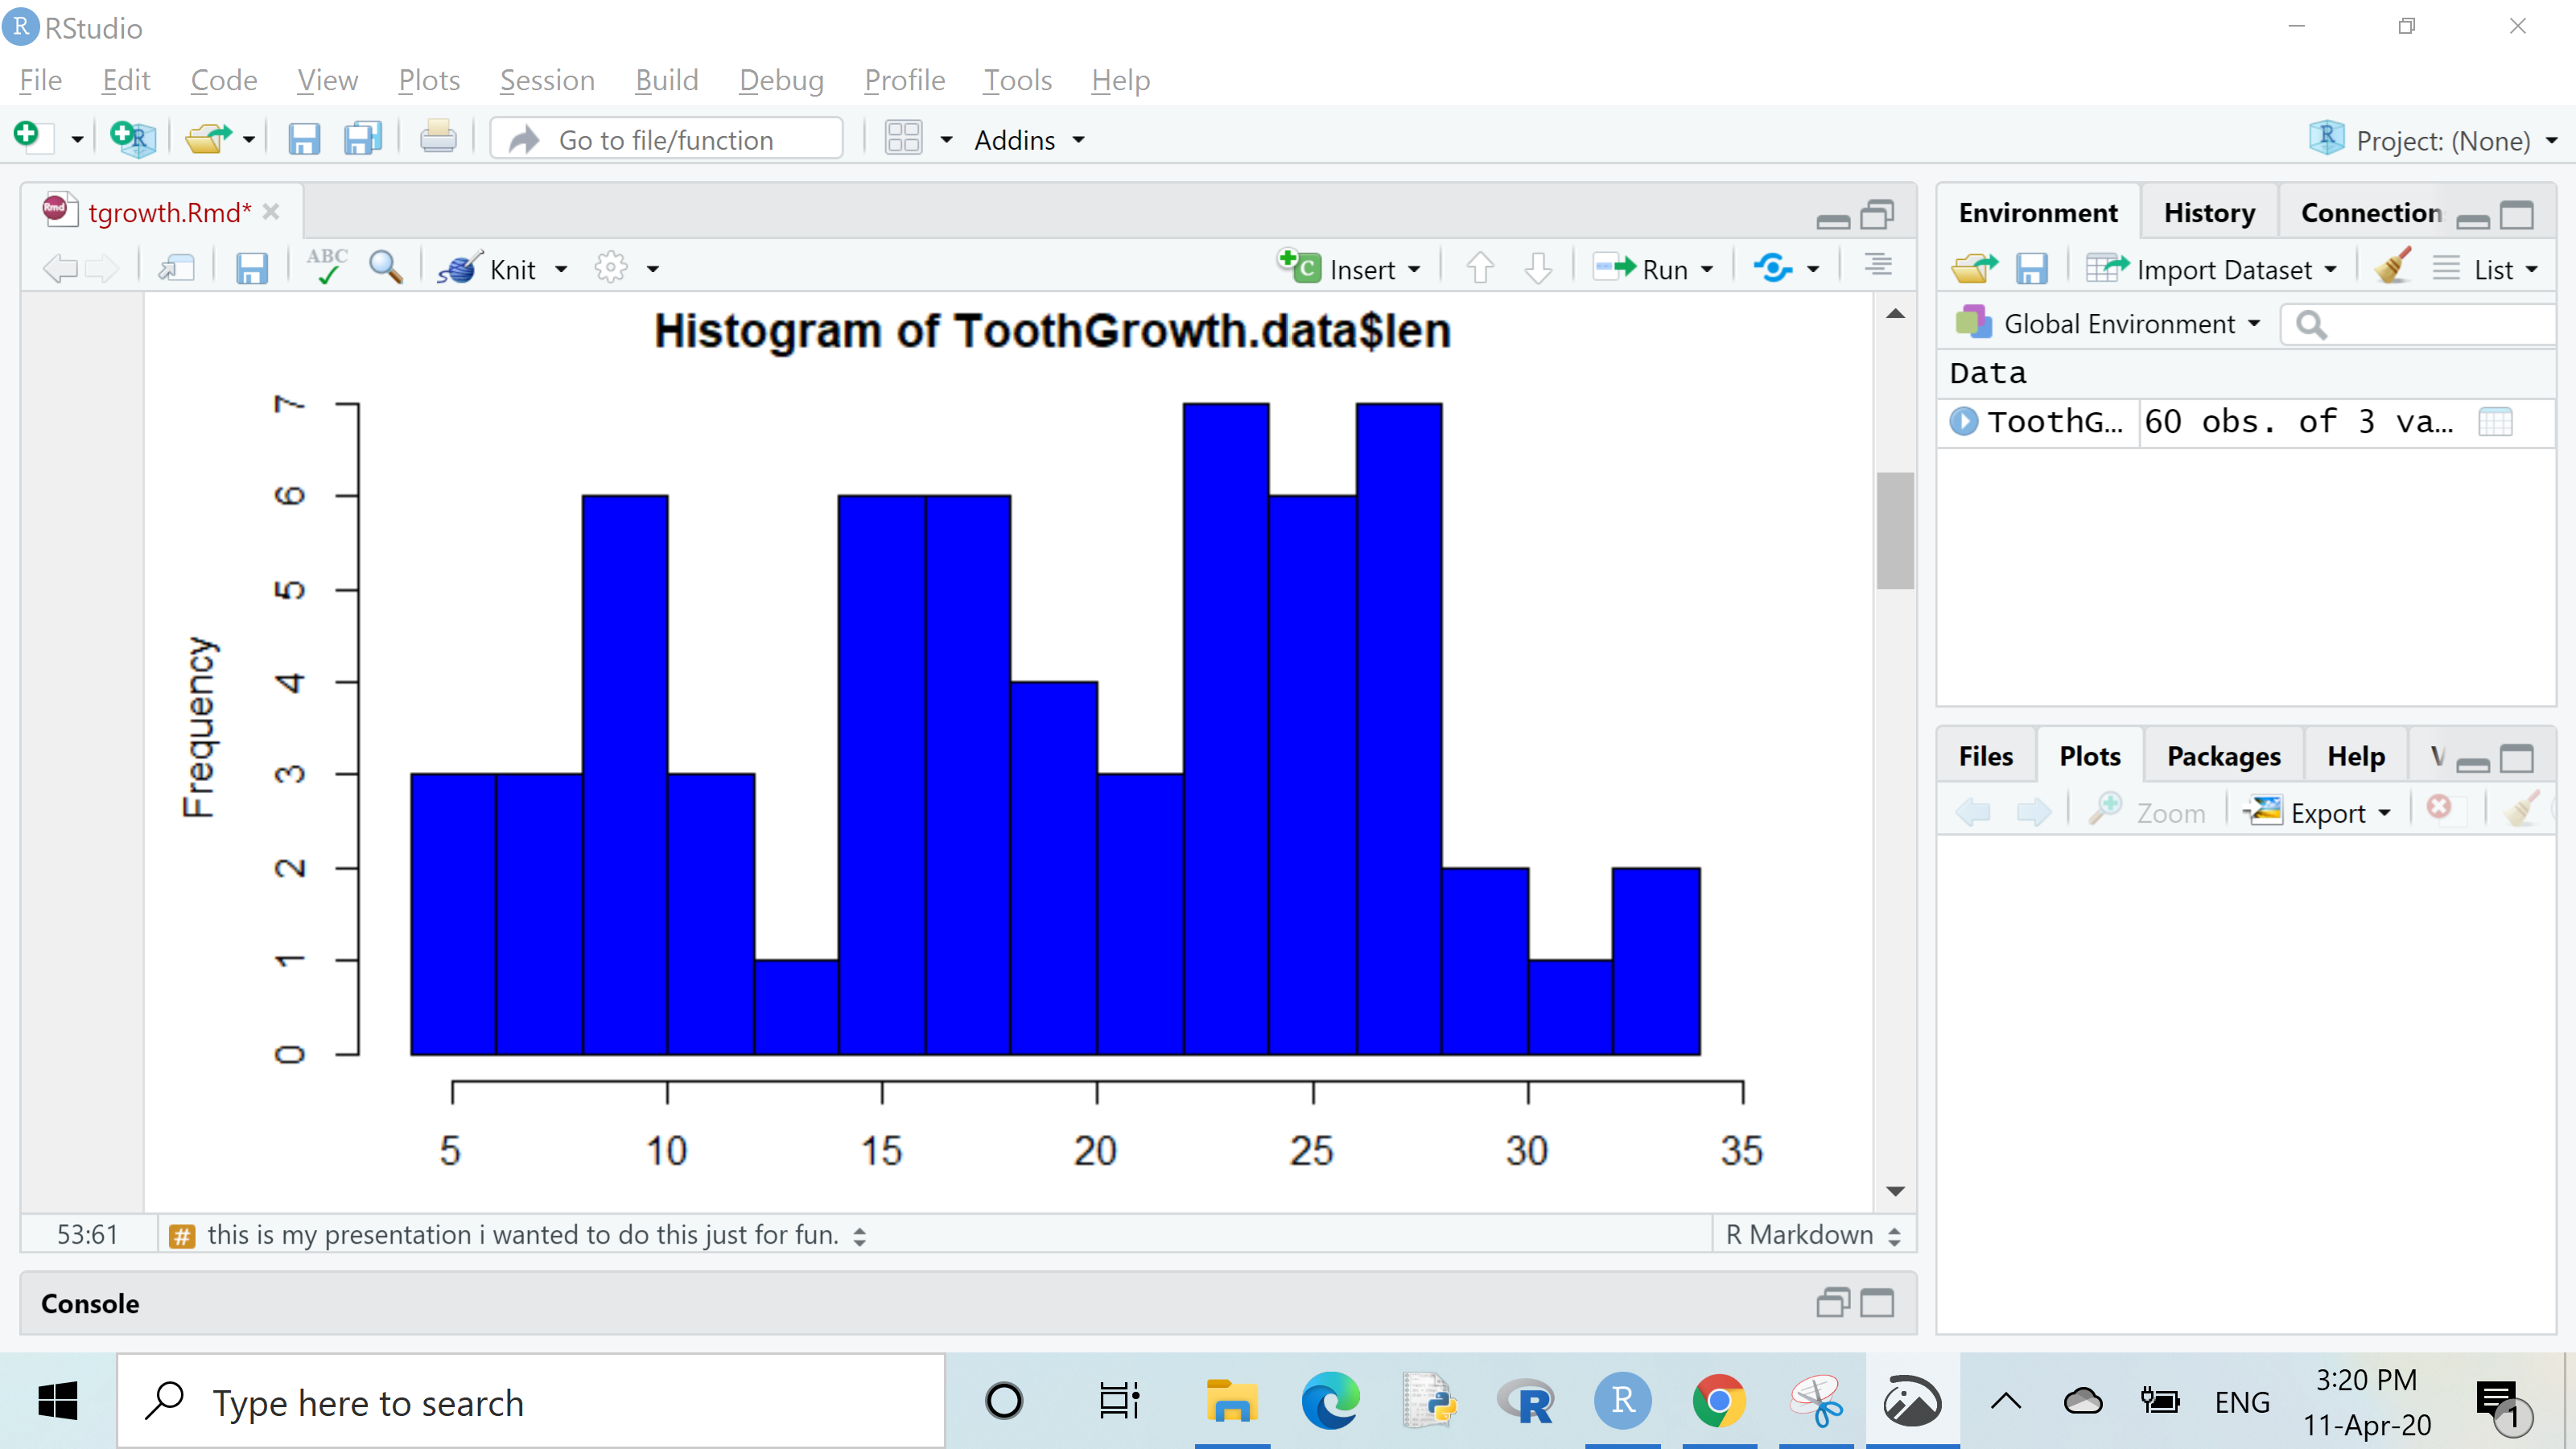 RStudio
File Edit Code View Plots Session Build Debug Profile Tools Help
Go to file/function Addins Project: (None)
tgrowth.Rmd*
ABC Knit Insert Run
Histogram of ToothGrowth.data$len
Frequency
7
6
5
4
3
2
1
0
5 10 15 20 25 30 35
53:61 # this is my presentation i wanted to do this just for fun. R Markdown
Console
Environment History Connection
Import Dataset List
Global Environment
Data
ToothG... 60 obs. of 3 va...
Files Plots Packages Help V
Zoom Export
Type here to search
ENG
3:20 PM
11-Apr-20
1